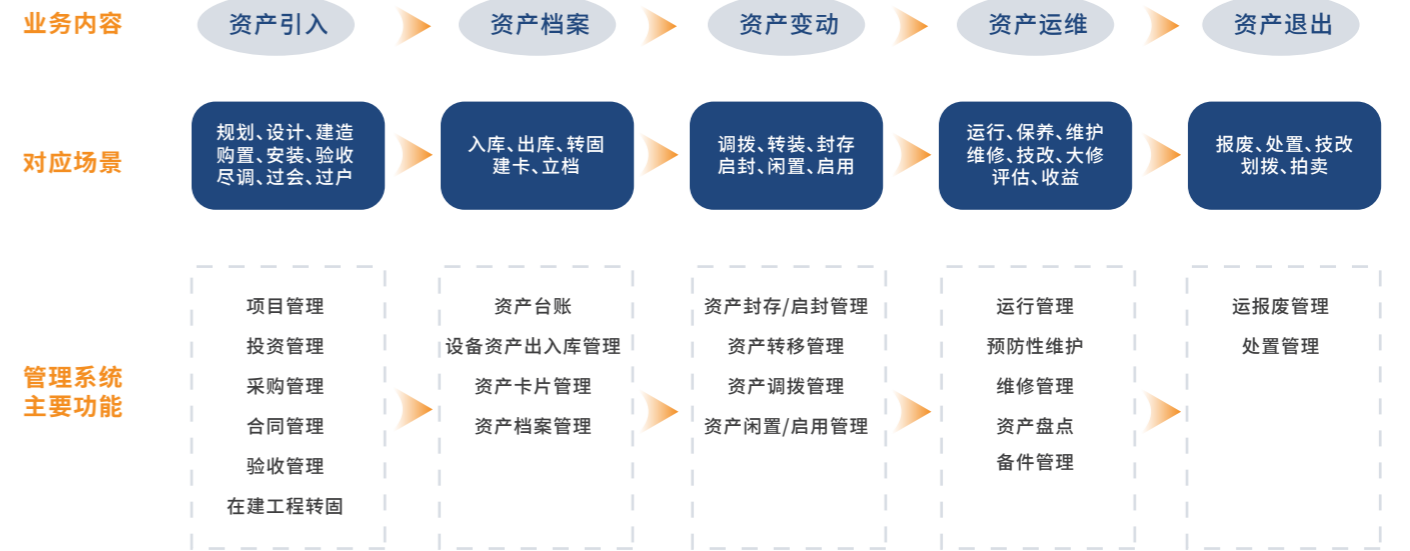 业务内容
资产引入
资产档案
资产变动
资产运维
资产退出
对应场景
规划、设计、建造
购置、安装、验收
尽调、过会、过户
入库、出库、转固
建卡、立档
调拨、转装、封存
启封、闲置、启用
运行、保养、维护
维修、技改、大修
评估、收益
报废、处置、技改
划拨、拍卖
管理系统
主要功能
项目管理
投资管理
采购管理
合同管理
验收管理
在建工程转固
资产台账
设备资产出入库管理
资产卡片管理
资产档案管理
资产封存/启封管理
资产转移管理
资产调拨管理
资产闲置/启用管理
运行管理
预防性维护
维修管理
资产盘点
备件管理
运报废管理
处置管理